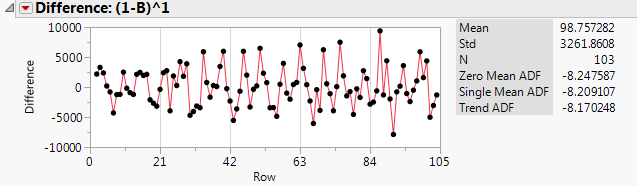 Difference: (1-B)^1
10000
5000
0
-5000
-10000
Difference
0 21 42 63 84 105
Row
Mean 98.757282
Std 3261.8608
N 103
Zero Mean ADF -8.247587
Single Mean ADF -8.209107
Trend ADF -8.170248